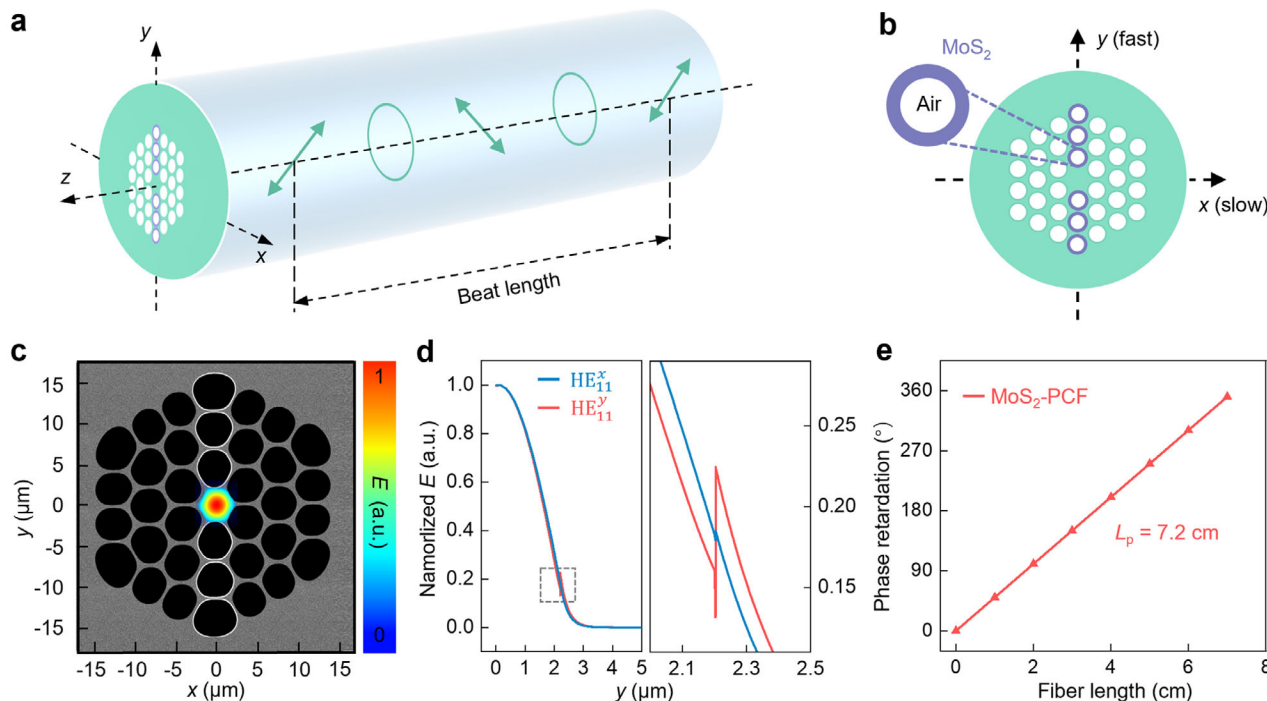 a
y
z
x
Beat length
b
MoS₂
Air
y (fast)
x (slow)
c
15
10
5
0
-5
-10
-15
y (μm)
-15 -10 -5 0 5 10 15
x (μm)
1
E (a.u.)
0
d
HE₁₁ˣ
HE₁₁ʸ
1.0
0.8
0.6
0.4
0.2
0.0
Namorlized E (a.u.)
0 1 2 3 4 5
0.25
0.20
0.15
2.1 2.3 2.5
y (μm)
e
MoS₂-PCF
360
270
180
90
0
Phase retardation (°)
Lₚ = 7.2 cm
0 2 4 6 8
Fiber length (cm)